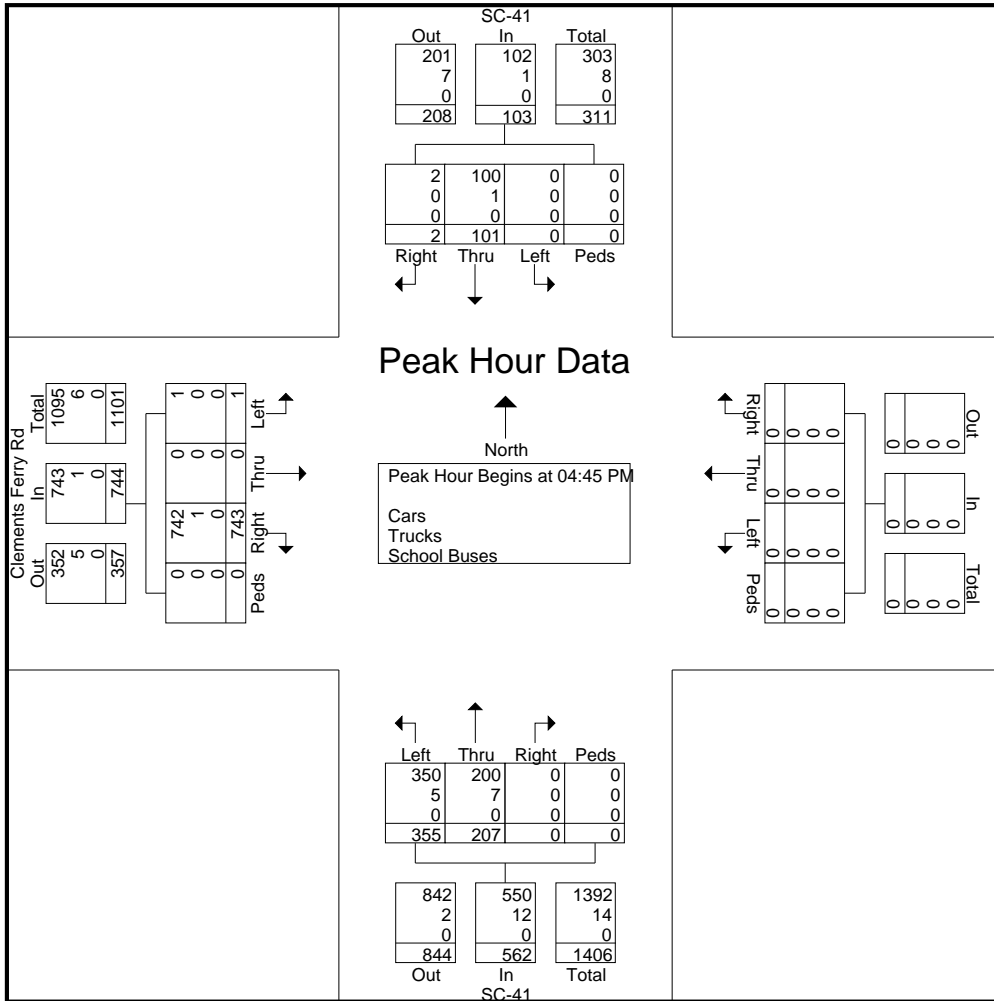 SC-41
Out In Total
201 102 303
7 1 8
0 0 0
208 103 311
2 100 0 0
0 1 0 0
0 0 0 0
2 101 0 0
Right Thru Left Peds
Peak Hour Data
North
Peak Hour Begins at 04:45 PM
Cars
Trucks
School Buses
Clements Ferry Rd
Total
1095 6 0 1101
In
743 1 0 744
Out
352 5 0 357
1 0 0 1
Left
0 0 0 0
Thru
742 1 0 743
Right
0 0 0 0
Peds
Right
0 0 0 0
Thru
0 0 0 0
Left
0 0 0 0
Peds
0 0 0 0
Out
0 0 0 0
In
0 0 0 0
Total
0 0 0 0
Left Thru Right Peds
350 200 0 0
5 7 0 0
0 0 0 0
355 207 0 0
842 550 1392
2 12 14
0 0 0
844 562 1406
Out In Total
SC-41